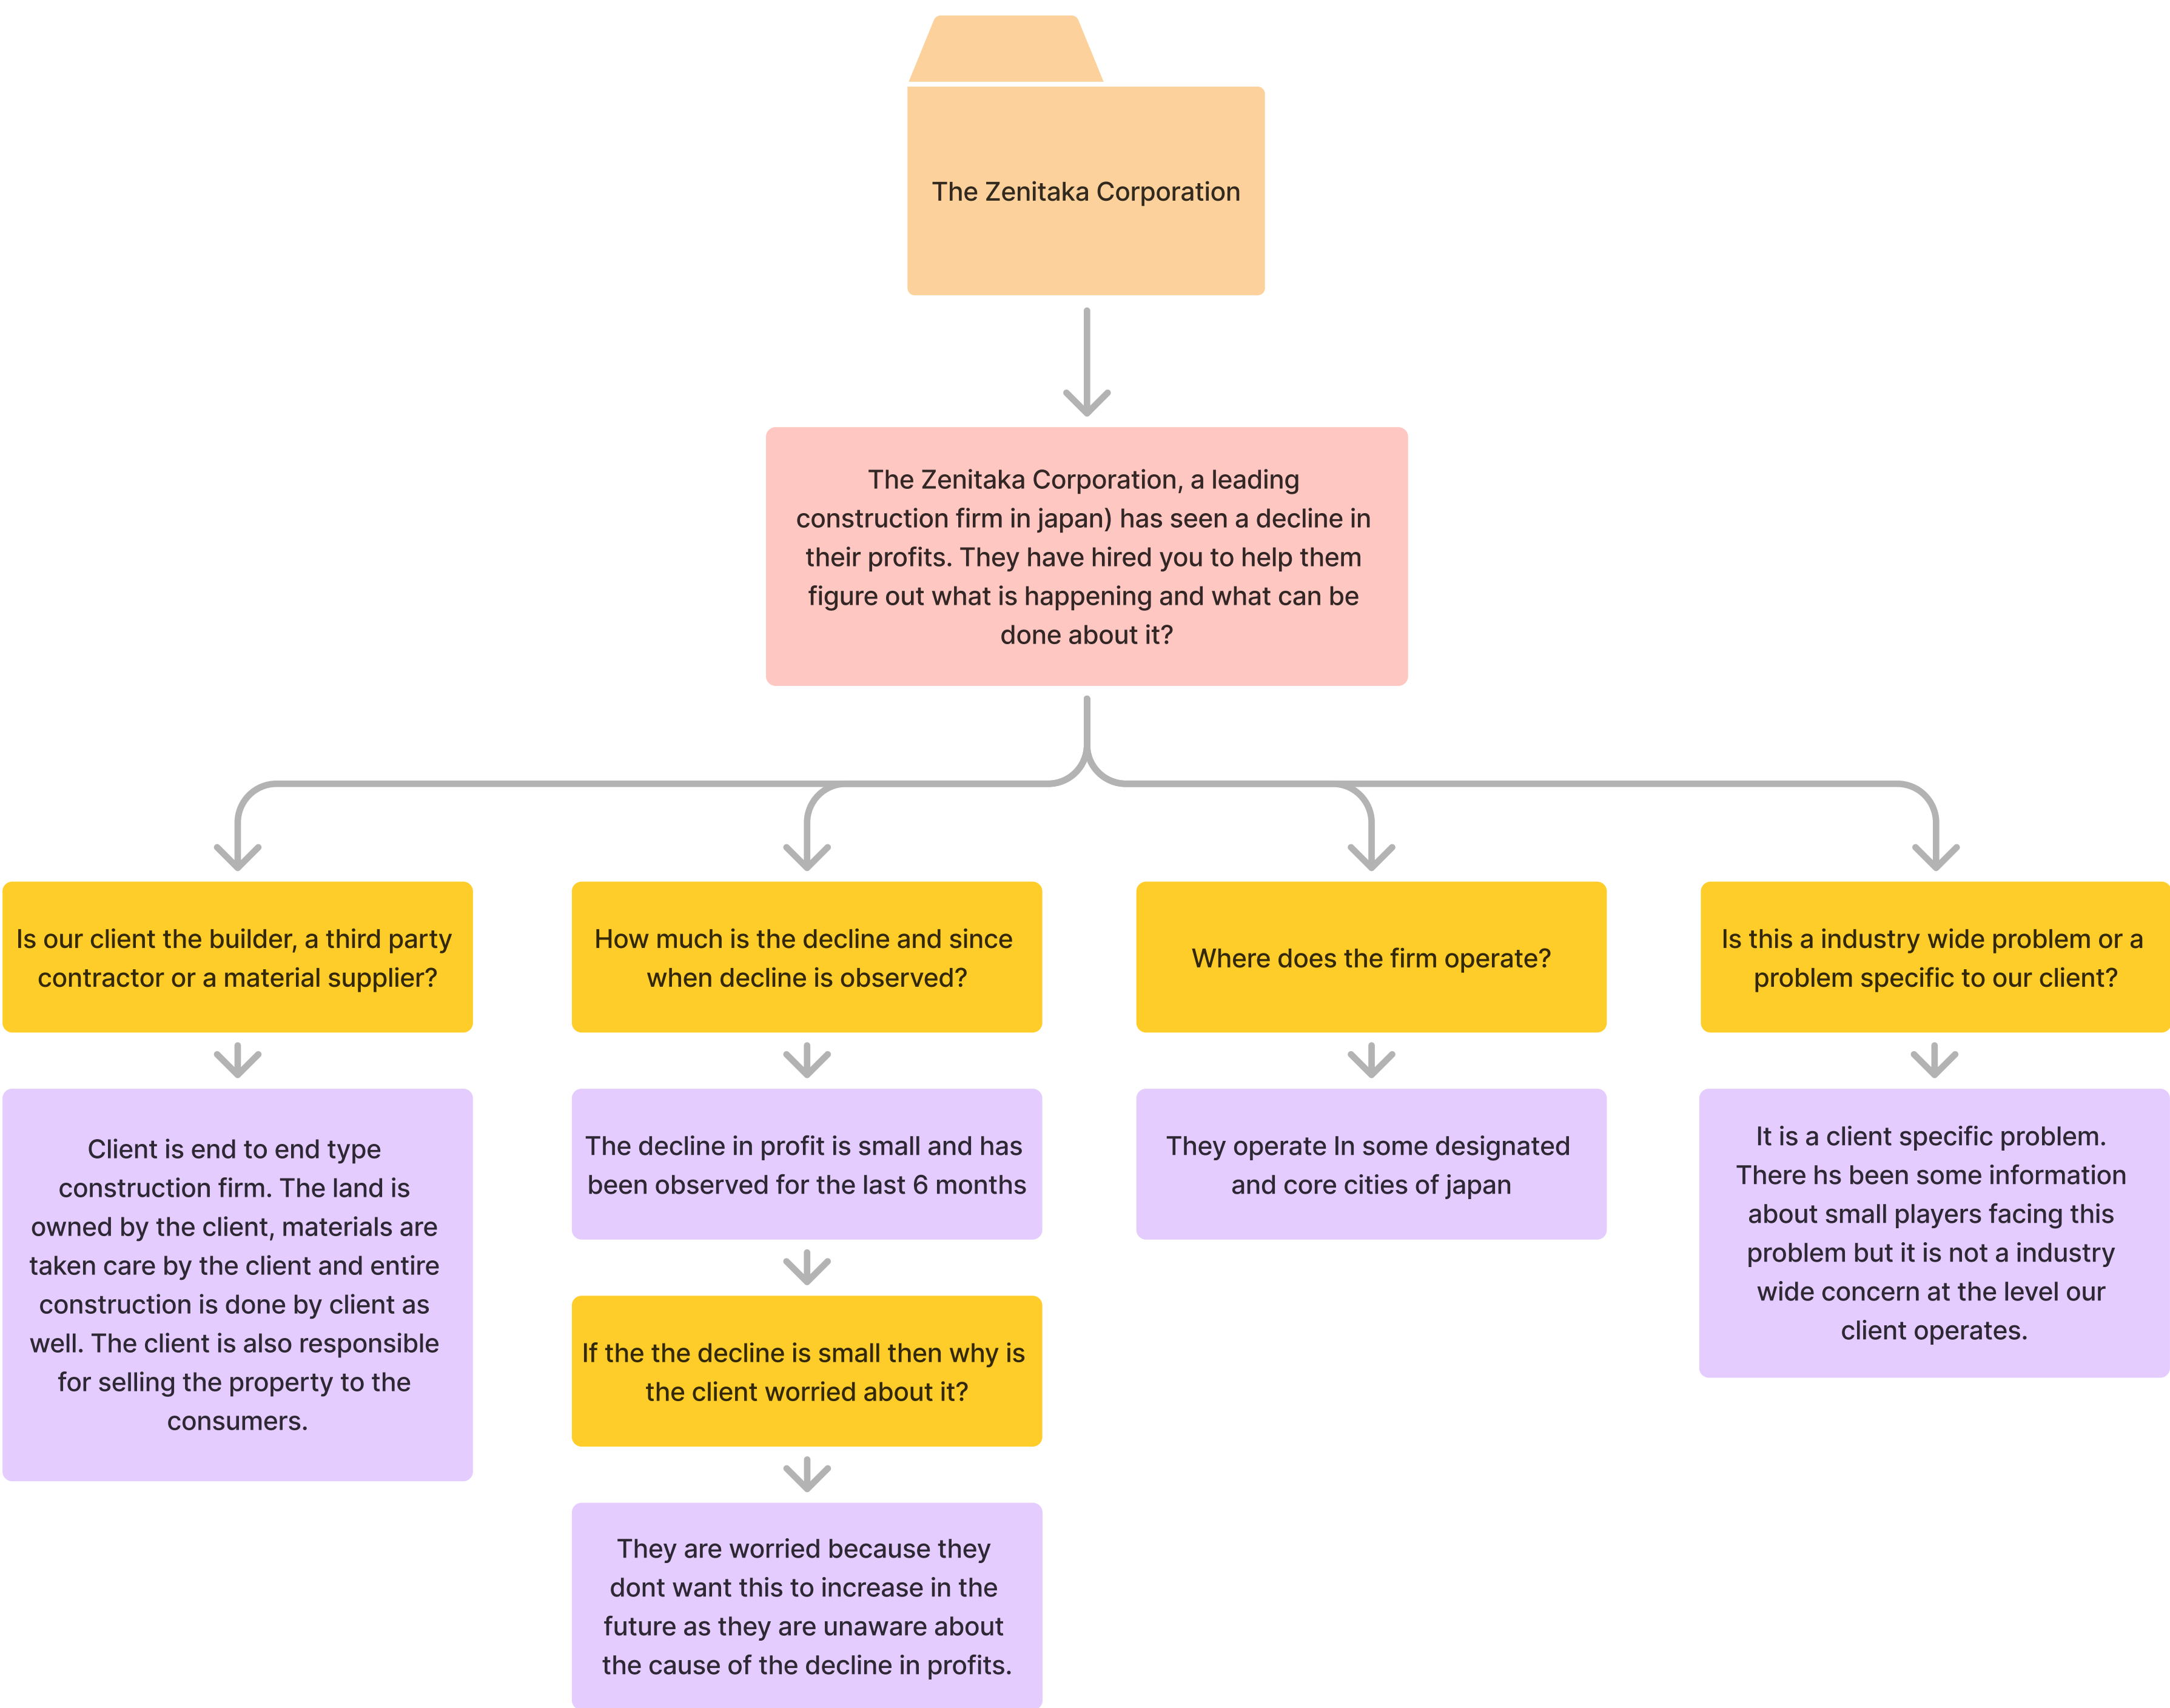 The Zenitaka Corporation
The Zenitaka Corporation, a leading
construction firm in japan) has seen a decline in
their profits. They have hired you to help them
figure out what is happening and what can be
done about it?
Is our client the builder, a third party
contractor or a material supplier?
Client is end to end type
construction firm. The land is
owned by the client, materials are
taken care by the client and entire
construction is done by client as
well. The client is also responsible
for selling the property to the
consumers.
How much is the decline and since
when decline is observed?
The decline in profit is small and has
been observed for the last 6 months
If the the decline is small then why is
the client worried about it?
They are worried because they
dont want this to increase in the
future as they are unaware about
the cause of the decline in profits.
Where does the firm operate?
They operate In some designated
and core cities of japan
Is this a industry wide problem or a
problem specific to our client?
It is a client specific problem.
There hs been some information
about small players facing this
problem but it is not a industry
wide concern at the level our
client operates.